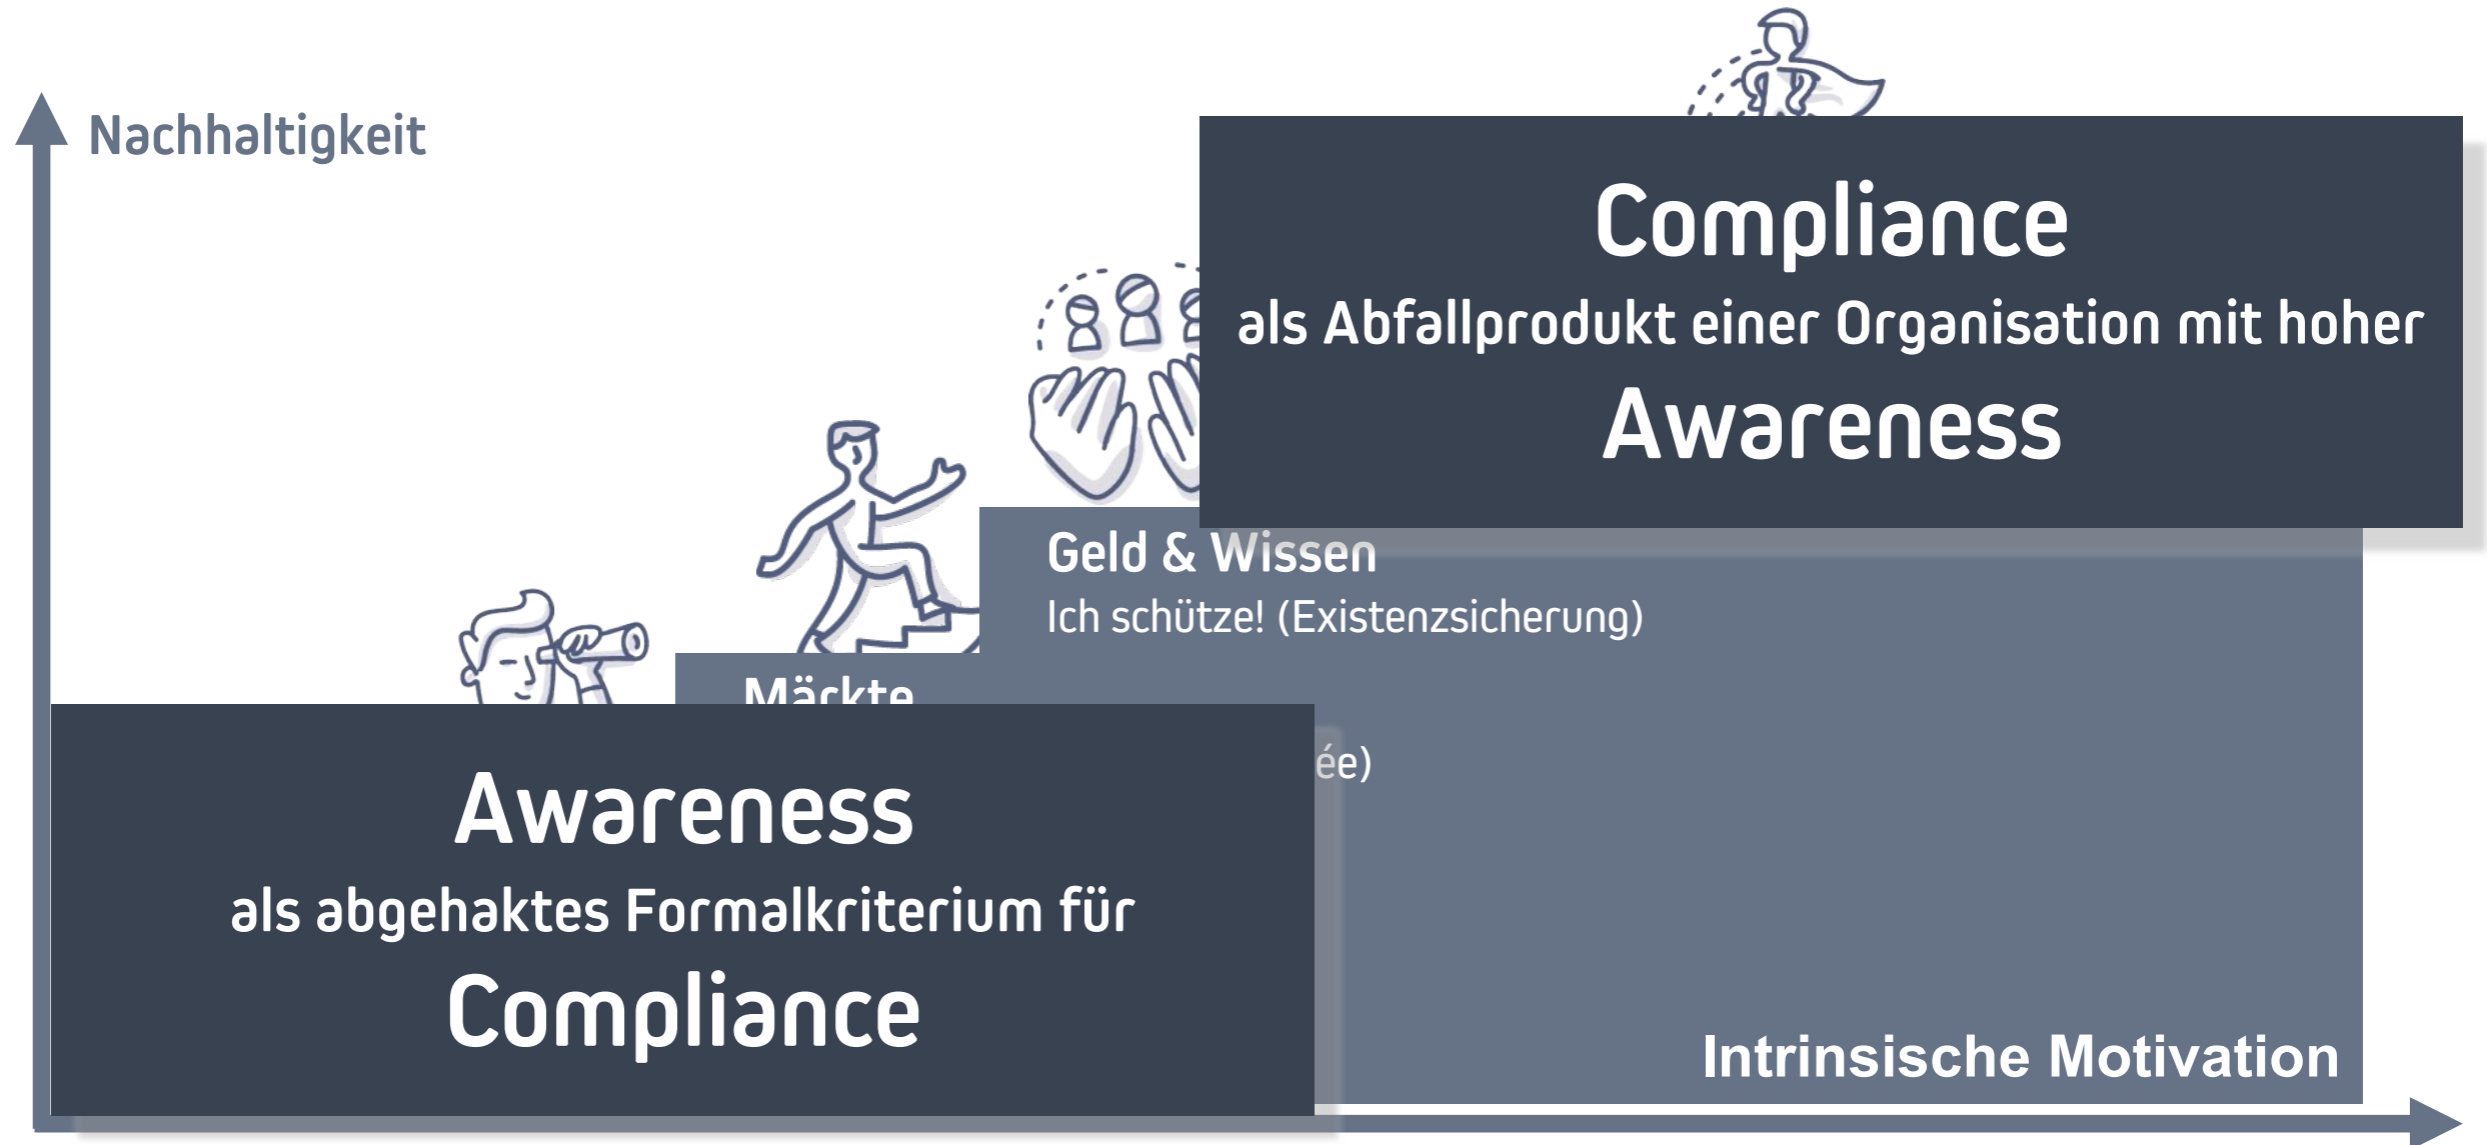 Nachhaltigkeit
Compliance
als Abfallprodukt einer Organisation mit hoher
Awareness
Geld & Wissen
Ich schütze! (Existenzsicherung)
Märkte
ée)
Awareness
als abgehaktes Formalkriterium für
Compliance
Intrinsische Motivation